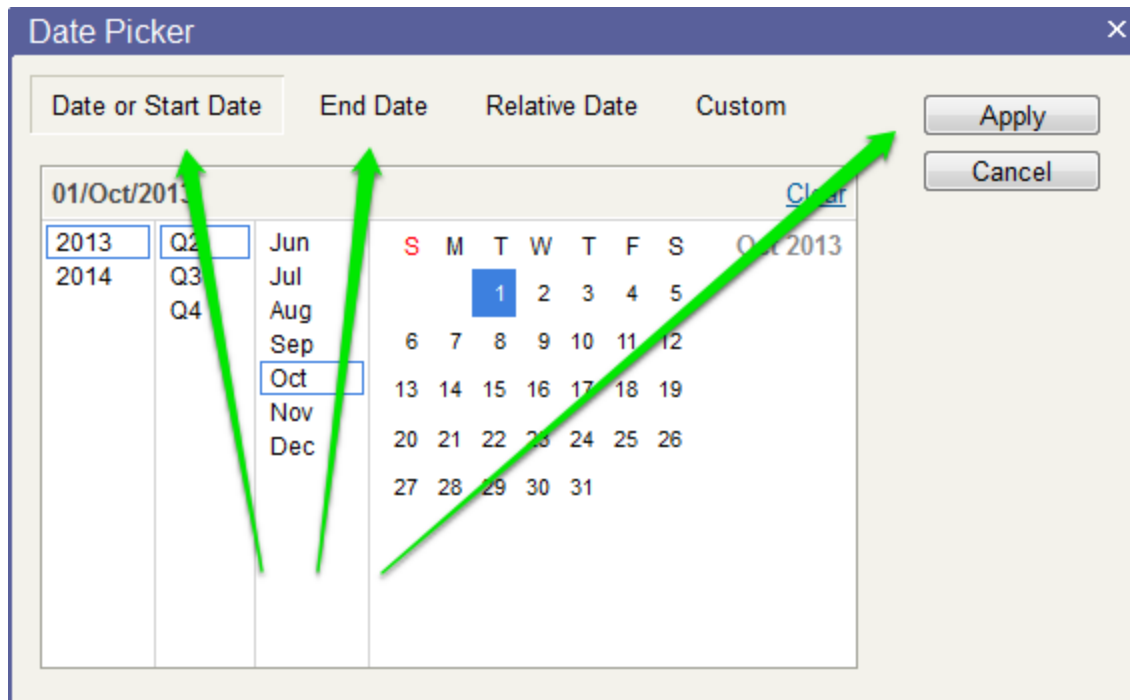 Date Picker
Date or Start Date End Date Relative Date Custom
Apply
Cancel
01/Oct/2013 Clear
2013 Q2 Jun S M T W T F S Oct 2013
2014 Q3 Jul 1 2 3 4 5
Q4 Aug
Sep 6 7 8 9 10 11 12
Oct 13 14 15 16 17 18 19
Nov
Dec 20 21 22 23 24 25 26
27 28 29 30 31